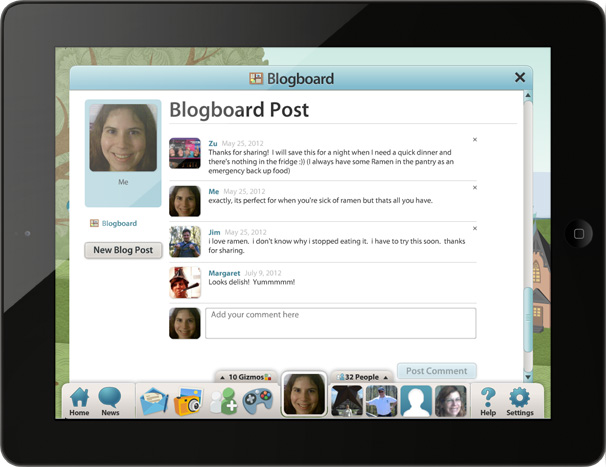 Blogboard
Blogboard Post
Me
Blogboard
New Blog Post
Zu May 25, 2012
Thanks for sharing!  I will save this for a night when I need a quick dinner and
there's nothing in the fridge :)) (I always have some Ramen in the pantry as an
emergency back up food)
Me May 25, 2012
exactly, its perfect for when you're sick of ramen but thats all you have.
Jim May 25, 2012
i love ramen.  i don't know why i stopped eating it.  i have to try this soon.  thanks
for sharing.
Margaret July 9, 2012
Looks delish!  Yummmmm!
Add your comment here
Post Comment
10 Gizmos
32 People
Home
News
Help
Settings